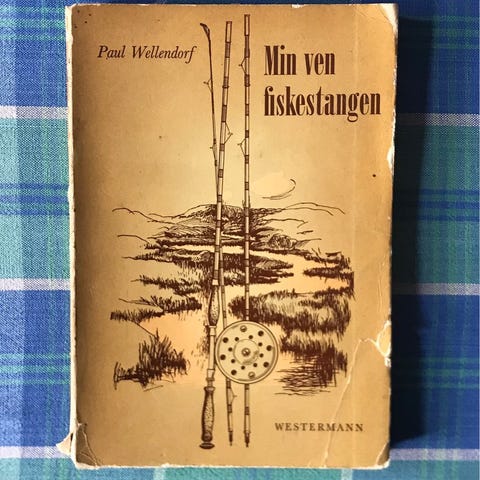 Paul Wellendorf
Min ven
fiskestangen
WESTERMANN